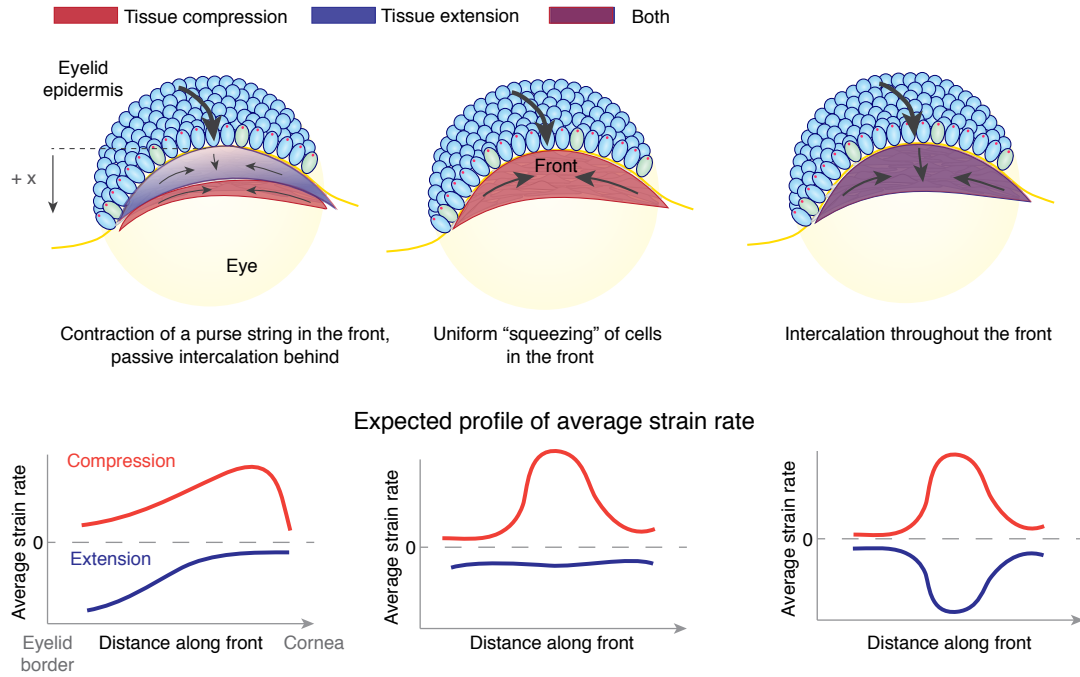 Tissue compression
Tissue extension
Both
Eyelid
epidermis
+ x
Eye
Front
Contraction of a purse string in the front,
passive intercalation behind
Uniform “squeezing” of cells
in the front
Intercalation throughout the front
Expected profile of average strain rate
Average strain rate
Compression
0
Extension
Eyelid
border
Distance along front
Cornea
Average strain rate
0
Distance along front
Average strain rate
0
Distance along front